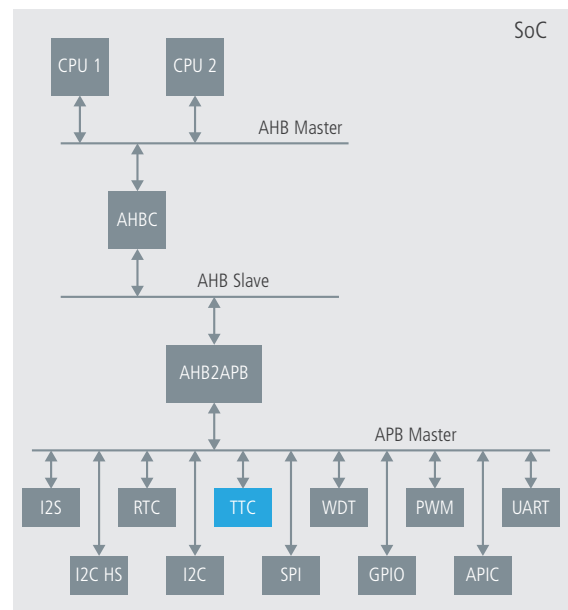 SoC
CPU 1
CPU 2
AHB Master
AHBC
AHB Slave
AHB2APB
APB Master
I2S
RTC
TTC
WDT
PWM
UART
I2C HS
I2C
SPI
GPIO
APIC